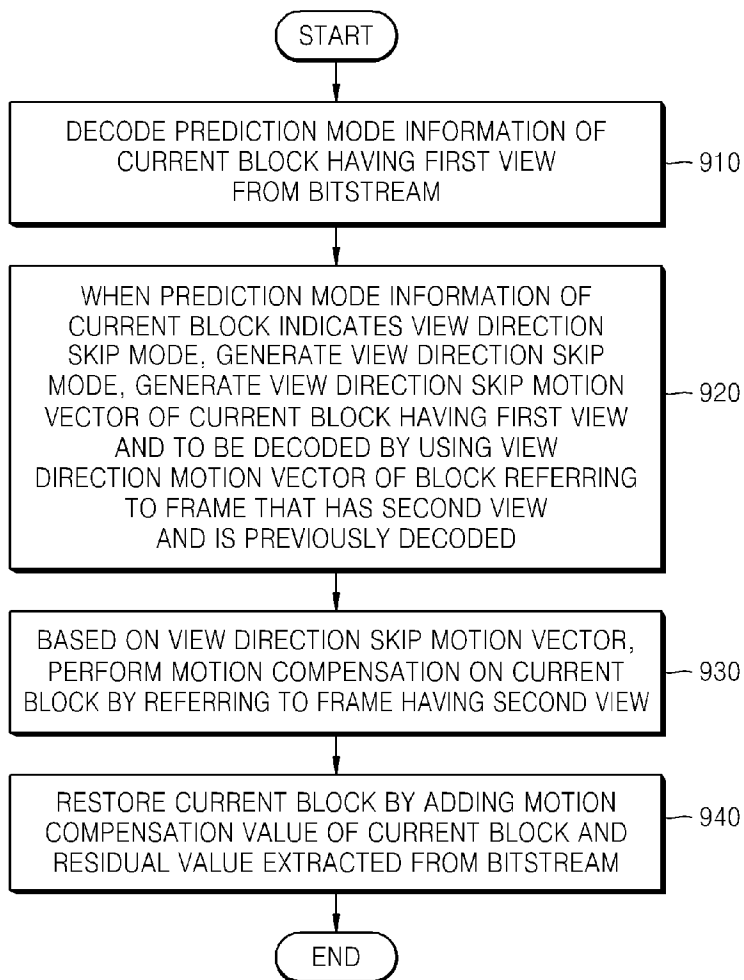 START
DECODE PREDICTION MODE INFORMATION OF
CURRENT BLOCK HAVING FIRST VIEW
FROM BITSTREAM
910
WHEN PREDICTION MODE INFORMATION OF
CURRENT BLOCK INDICATES VIEW DIRECTION
SKIP MODE, GENERATE VIEW DIRECTION SKIP
MODE, GENERATE VIEW DIRECTION SKIP MOTION
VECTOR OF CURRENT BLOCK HAVING FIRST VIEW
AND TO BE DECODED BY USING VIEW
DIRECTION MOTION VECTOR OF BLOCK REFERRING
TO FRAME THAT HAS SECOND VIEW
AND IS PREVIOUSLY DECODED
920
BASED ON VIEW DIRECTION SKIP MOTION VECTOR,
PERFORM MOTION COMPENSATION ON CURRENT
BLOCK BY REFERRING TO FRAME HAVING SECOND VIEW
930
RESTORE CURRENT BLOCK BY ADDING MOTION
COMPENSATION VALUE OF CURRENT BLOCK AND
RESIDUAL VALUE EXTRACTED FROM BITSTREAM
940
END